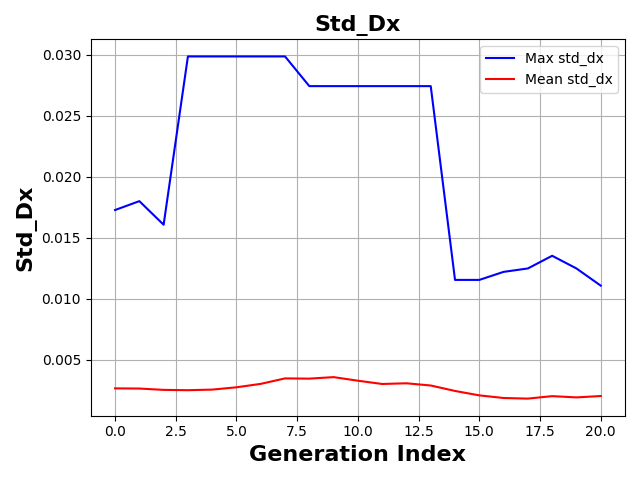 Std_Dx
Max std_dx
Mean std_dx
0.030
0.025
0.020
0.015
0.010
0.005
Std_Dx
0.0 2.5 5.0 7.5 10.0 12.5 15.0 17.5 20.0
Generation Index